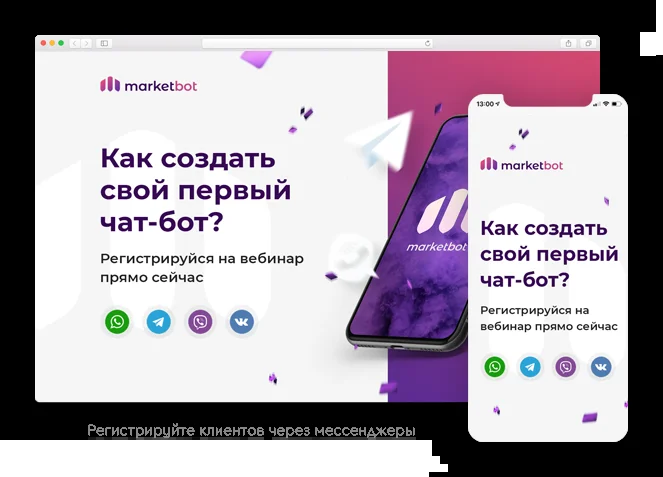 marketbot
Как создать
свой первый
чат-бот?
Регистрируйся на вебинар
прямо сейчас
marketbot
13:00
marketbot
Как создать
свой первый
чат-бот?
Регистрируйся на
вебинар прямо сейчас
Регистрируйте клиентов через мессенджеры